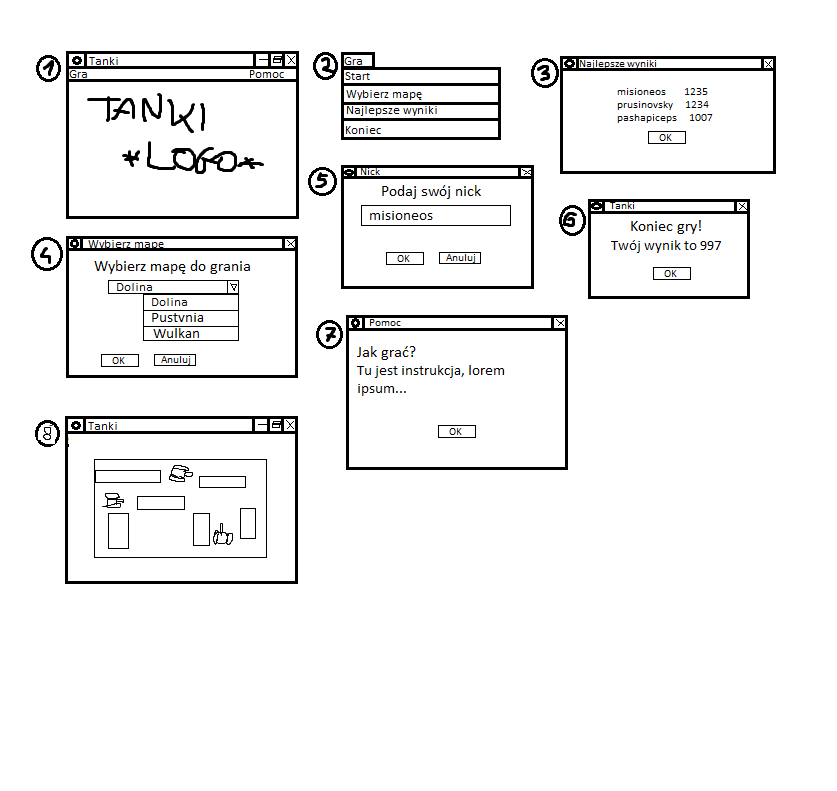 1
Tanki
Gra Pomoc
TANKI
*LOGO*
2
Gra
Start
Wybierz mapę
Najlepsze wyniki
Koniec
3
Najlepsze wyniki
misioneos 1235
prusinovsky 1234
pashapiceps 1007
OK
4
Wybierz mapę
Wybierz mapę do grania
Dolina
Dolina
Pustynia
Wulkan
OK Anuluj
5
Nick
Podaj swój nick
misioneos
OK Anuluj
6
Tanki
Koniec gry!
Twój wynik to 997
OK
7
Pomoc
Jak grać?
Tu jest instrukcja, lorem
ipsum...
OK
8
Tanki